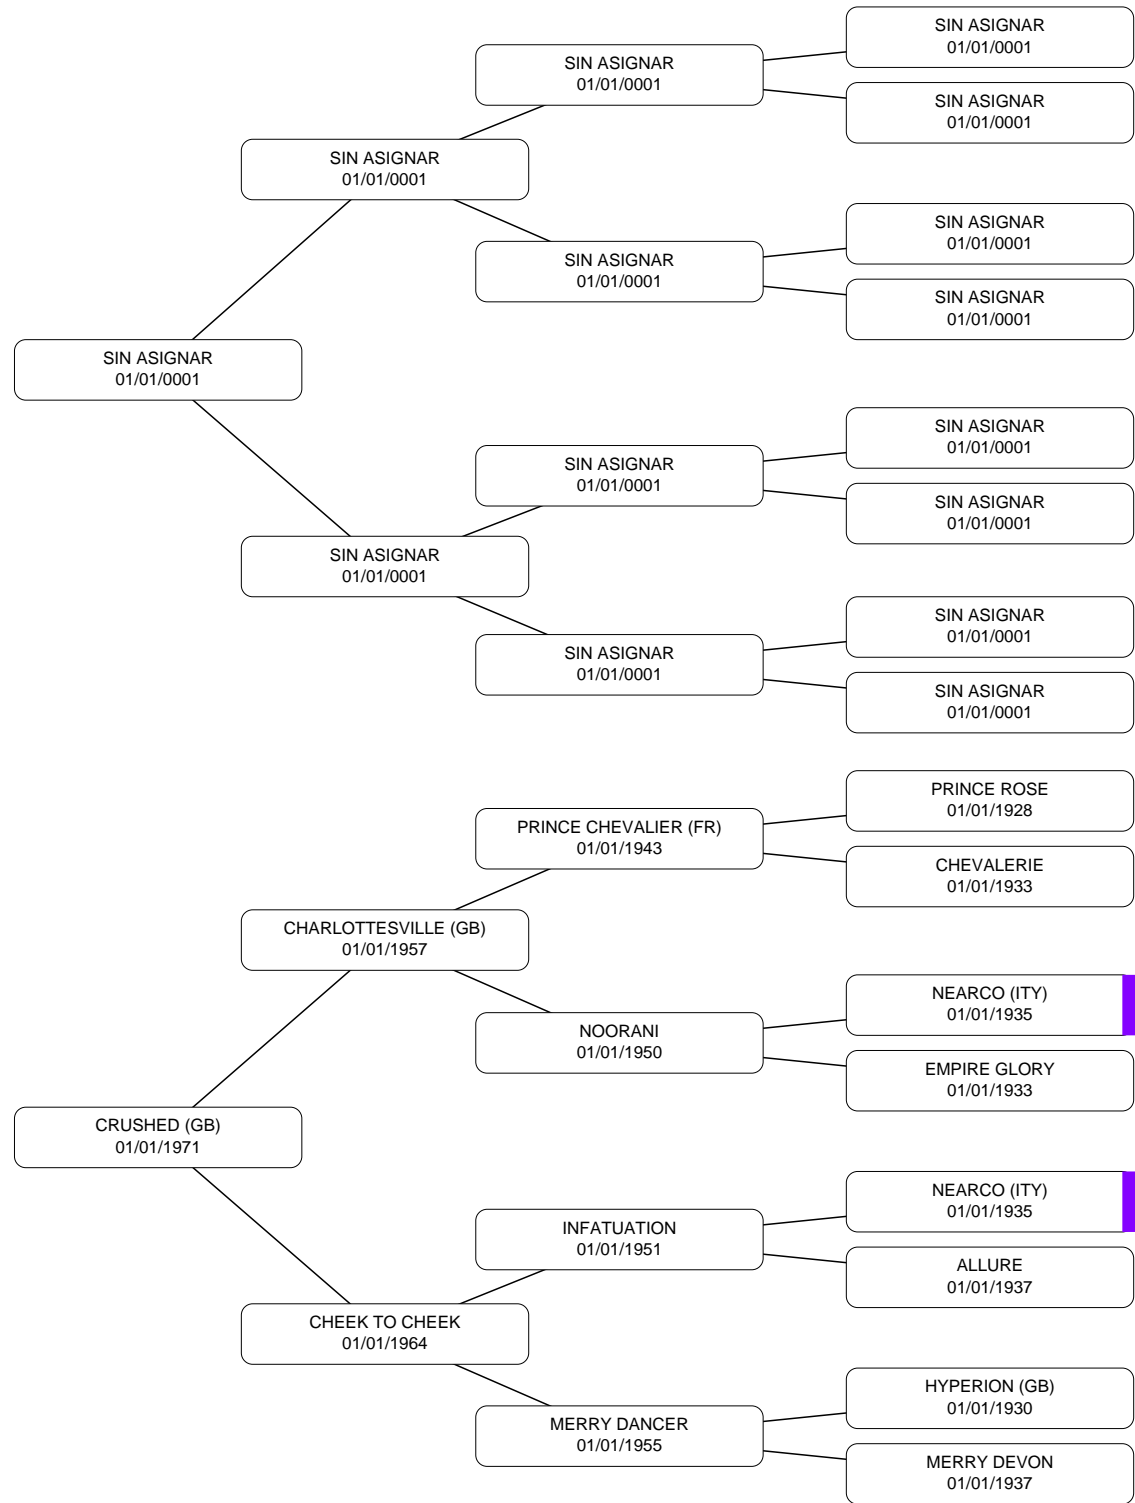 SIN ASIGNAR
01/01/0001
SIN ASIGNAR
01/01/0001
SIN ASIGNAR
01/01/0001
SIN ASIGNAR
01/01/0001
SIN ASIGNAR
01/01/0001
SIN ASIGNAR
01/01/0001
SIN ASIGNAR
01/01/0001
SIN ASIGNAR
01/01/0001
SIN ASIGNAR
01/01/0001
SIN ASIGNAR
01/01/0001
SIN ASIGNAR
01/01/0001
SIN ASIGNAR
01/01/0001
SIN ASIGNAR
01/01/0001
SIN ASIGNAR
01/01/0001
SIN ASIGNAR
01/01/0001
PRINCE ROSE
01/01/1928
PRINCE CHEVALIER (FR)
01/01/1943
CHEVALERIE
01/01/1933
CHARLOTTESVILLE (GB)
01/01/1957
NEARCO (ITY)
01/01/1935
NOORANI
01/01/1950
EMPIRE GLORY
01/01/1933
CRUSHED (GB)
01/01/1971
NEARCO (ITY)
01/01/1935
INFATUATION
01/01/1951
ALLURE
01/01/1937
CHEEK TO CHEEK
01/01/1964
HYPERION (GB)
01/01/1930
MERRY DANCER
01/01/1955
MERRY DEVON
01/01/1937